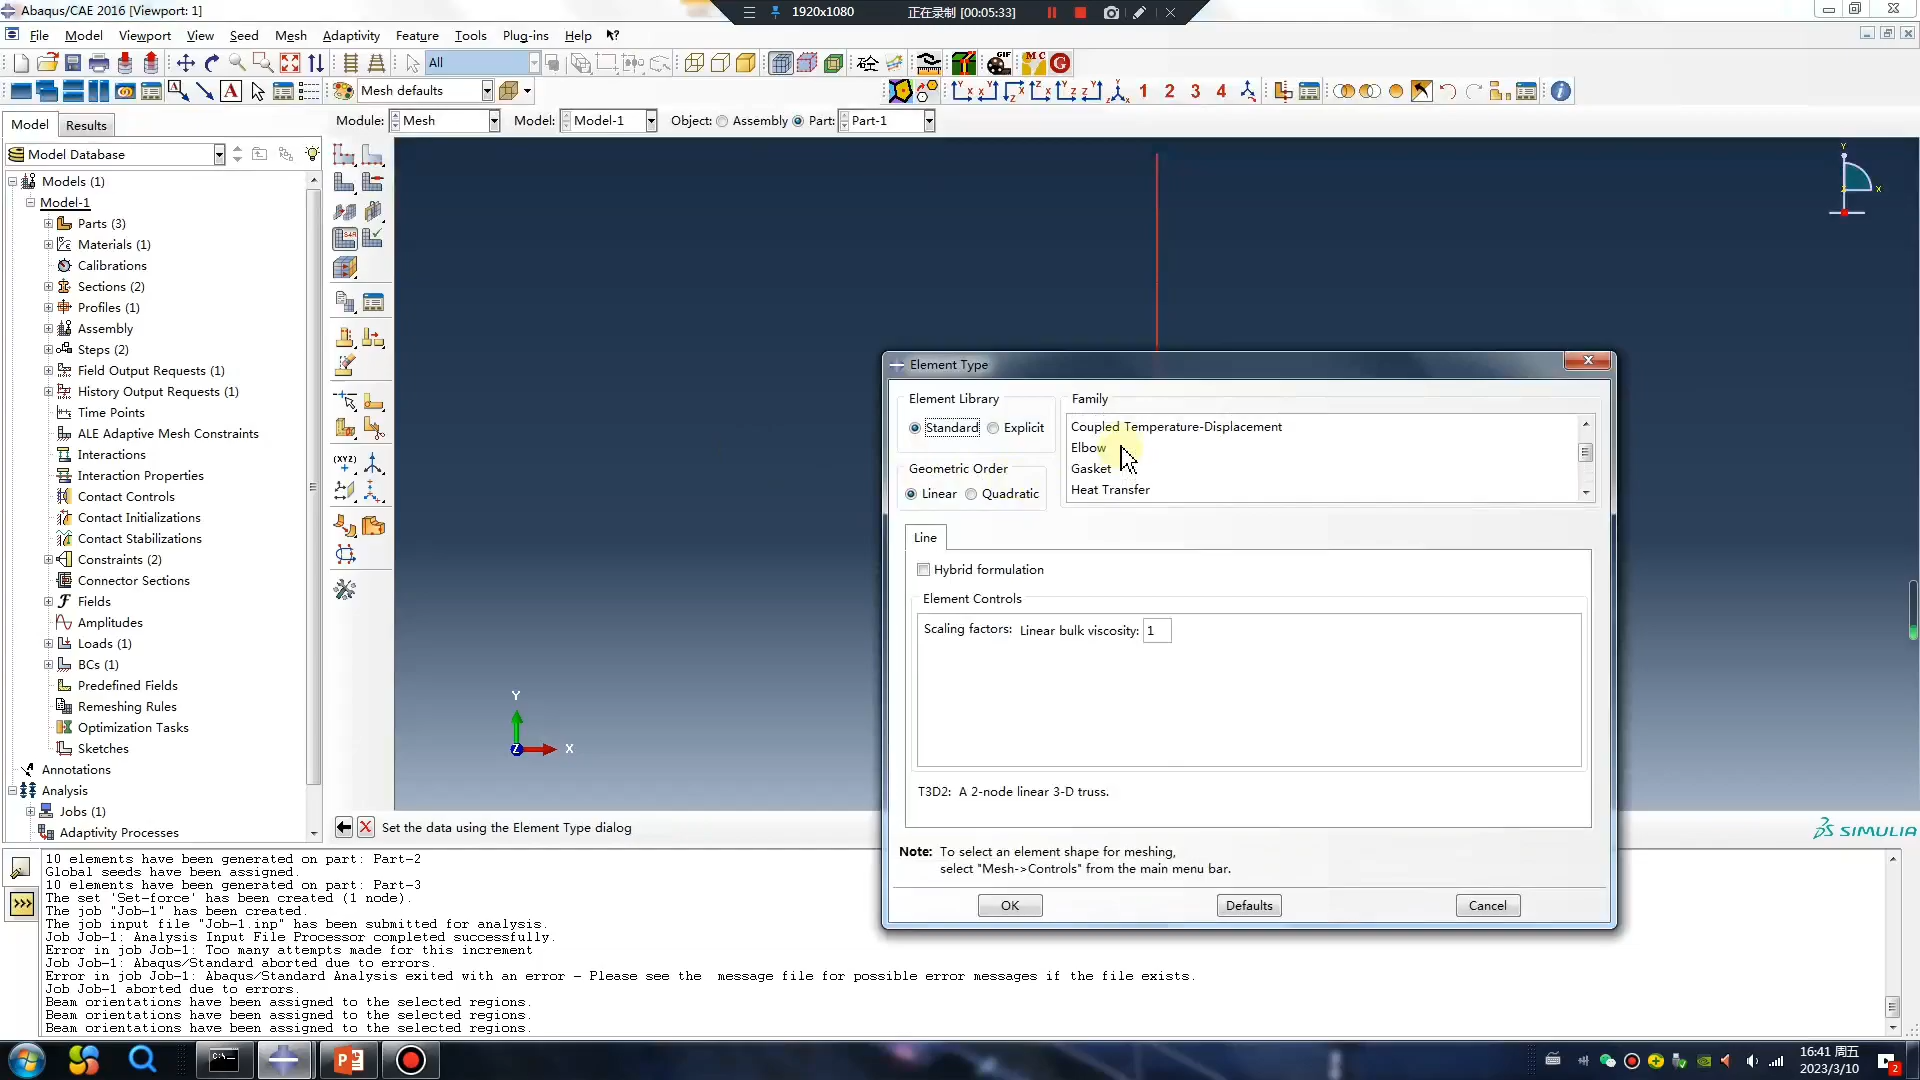 Abaqus/CAE 2016 [Viewport: 1]
1920x1080
正在录制 [00:05:33]
File Model Viewport View Seed Mesh Adaptivity Feature Tools Plug-ins Help
All
砼
GIF
M C
G
A
Mesh defaults
1 2 3 4
Model Results
Module: Mesh Model: Model-1 Object: Assembly Part: Part-1
Model Database
Models (1)
Model-1
Parts (3)
Materials (1)
Calibrations
Sections (2)
Profiles (1)
Assembly
Steps (2)
Field Output Requests (1)
History Output Requests (1)
Time Points
ALE Adaptive Mesh Constraints
Interactions
Interaction Properties
Contact Controls
Contact Initializations
Contact Stabilizations
Constraints (2)
Connector Sections
Fields
Amplitudes
Loads (1)
BCs (1)
Predefined Fields
Remeshing Rules
Optimization Tasks
Sketches
Annotations
Analysis
Jobs (1)
Adaptivity Processes
(XYZ)
Y
X
Y
Z
X
Element Type
Element Library
Standard Explicit
Geometric Order
Linear Quadratic
Family
Coupled Temperature-Displacement
Elbow
Gasket
Heat Transfer
Line
Hybrid formulation
Element Controls
Scaling factors: Linear bulk viscosity: 1
T3D2: A 2-node linear 3-D truss.
Note: To select an element shape for meshing,
select "Mesh->Controls" from the main menu bar.
OK Defaults Cancel
Set the data using the Element Type dialog
SIMULIA
10 elements have been generated on part: Part-2
Global seeds have been assigned.
10 elements have been generated on part: Part-3
The set 'Set-force' has been created (1 node).
The job "Job-1" has been created.
The job input file "Job-1.inp" has been submitted for analysis.
Job Job-1: Analysis Input File Processor completed successfully.
Error in job Job-1: Too many attempts made for this increment
Job Job-1: Abaqus/Standard aborted due to errors.
Error in job Job-1: Abaqus/Standard Analysis exited with an error - Please see the  message file for possible error messages if the file exists.
Job Job-1 aborted due to errors.
Beam orientations have been assigned to the selected regions.
Beam orientations have been assigned to the selected regions.
Beam orientations have been assigned to the selected regions.
>>>
16:41 周五
2023/3/10
2